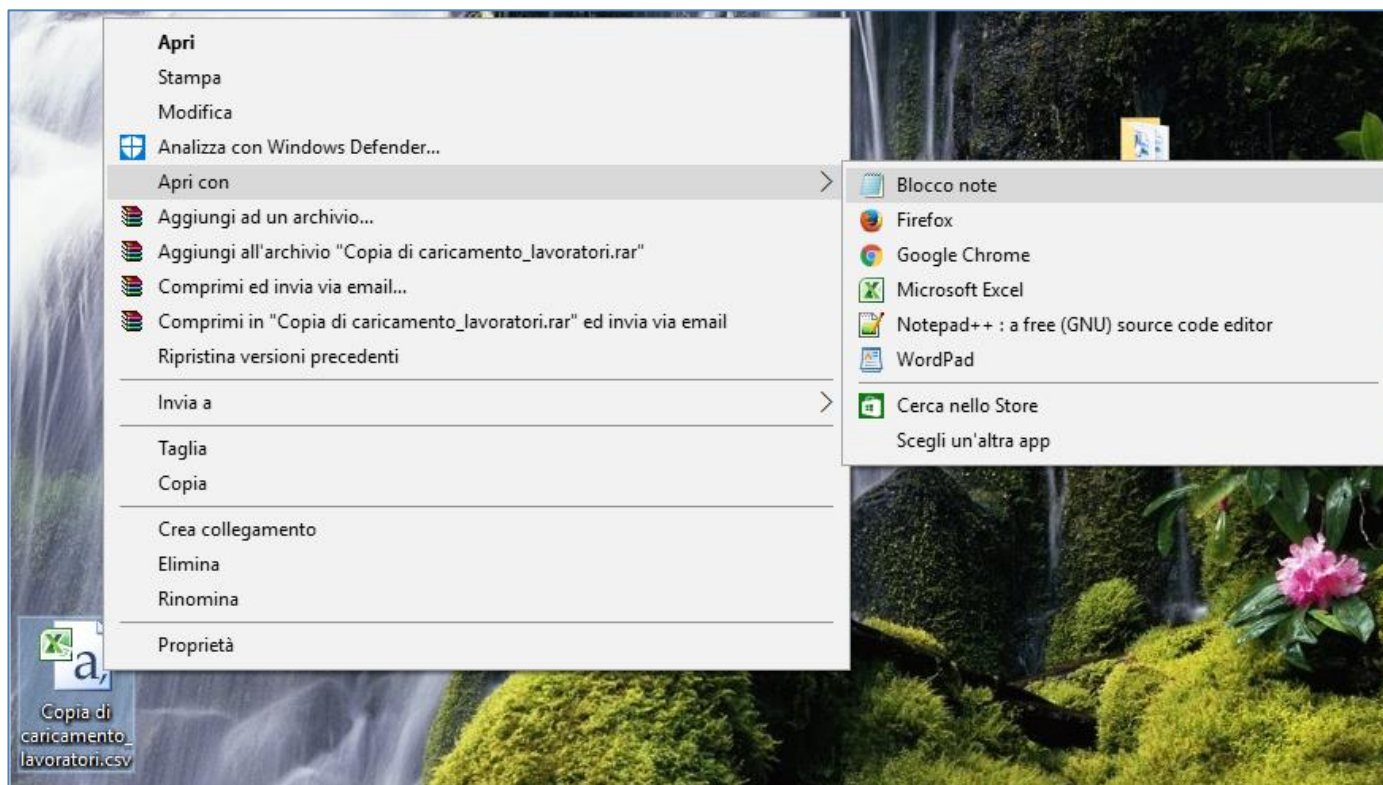 Apri
Stampa
Modifica
Analizza con Windows Defender...
Apri con
Aggiungi ad un archivio...
Aggiungi all'archivio "Copia di caricamento_lavoratori.rar"
Comprimi ed invia via email...
Comprimi in "Copia di caricamento_lavoratori.rar" ed invia via email
Ripristina versioni precedenti
Invia a
Taglia
Copia
Crea collegamento
Elimina
Rinomina
Proprietà
Blocco note
Firefox
Google Chrome
Microsoft Excel
Notepad++ : a free (GNU) source code editor
WordPad
Cerca nello Store
Scegli un'altra app
a,
Copia di
caricamento_
lavoratori.csv